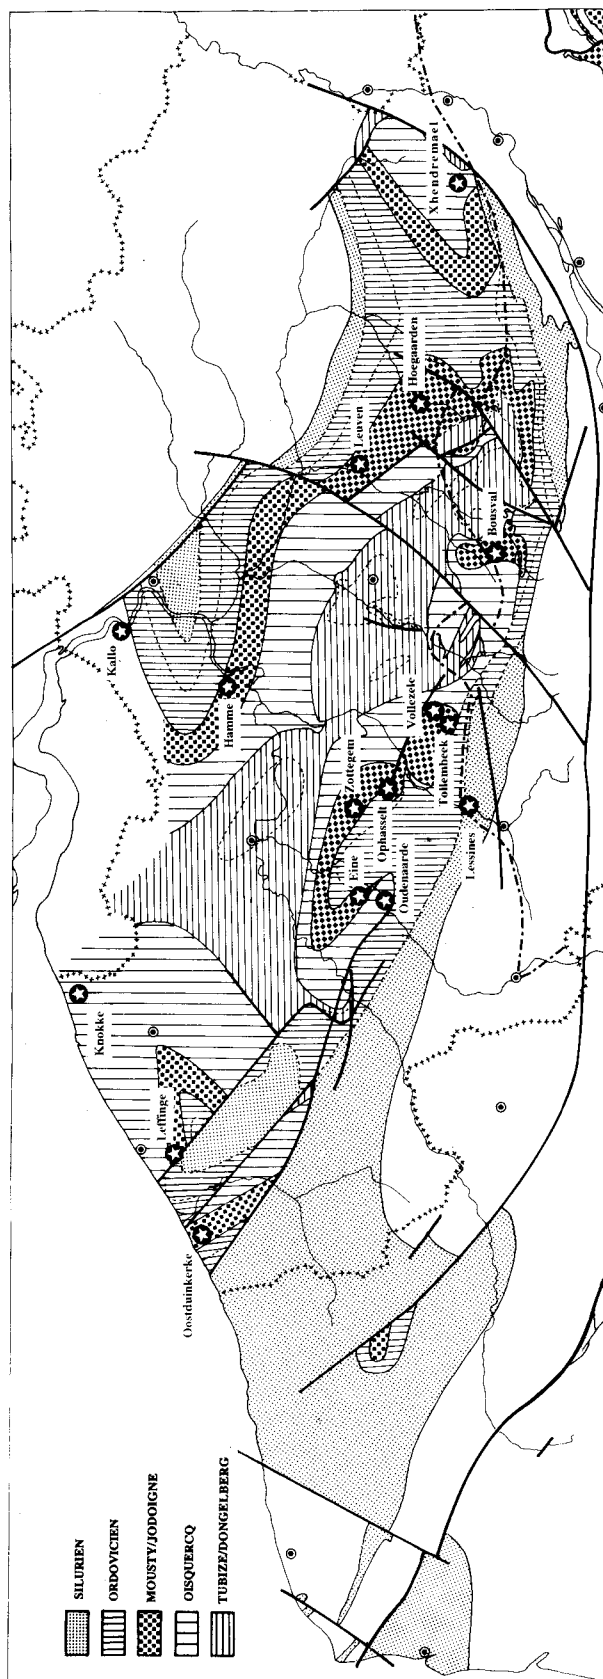 SILURIEN
ORDOVICIEN
MOUSTY/JODOIGNE
OISQUERCQ
TUBIZE/DONGELBERG
Oostduinkerke
Leffinge
Knokke
Eine
Oudenaarde
Zottegem
Ophasselt
Lessines
Tollembeek
Vollezele
Kallo
Hamme
Leuven
Bousval
Hoegaarden
Xhendremael